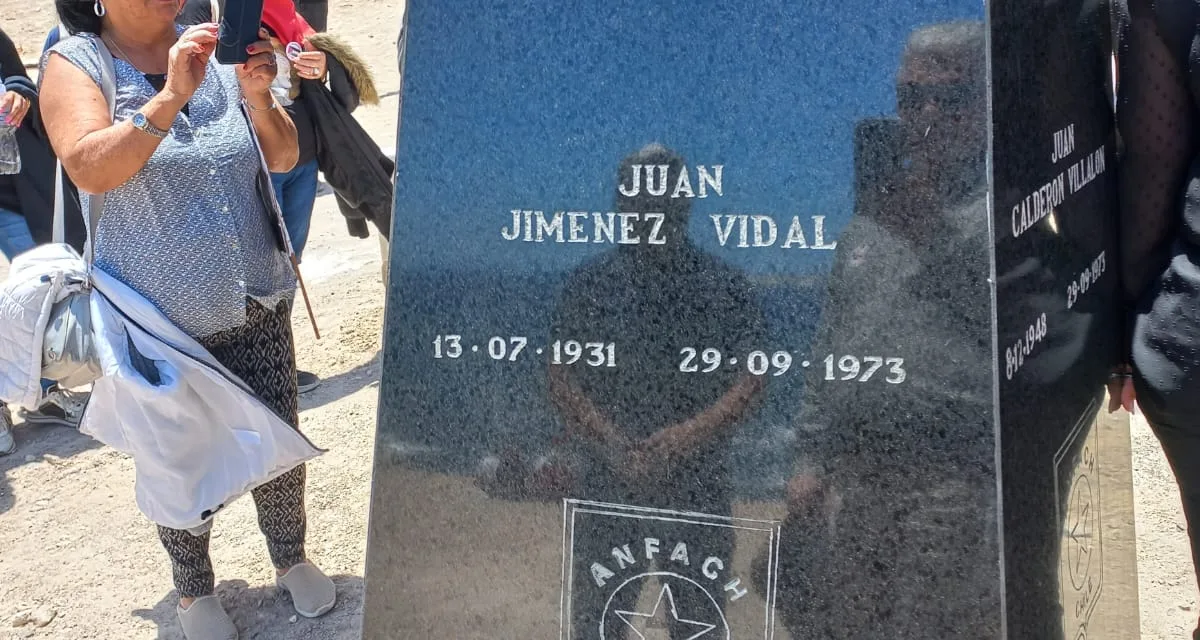 JUAN
JIMENEZ VIDAL
13·07·1931 29·09·1973
ANFACH
JUAN
CALDERON VILLALON
8-12-1948 29-09-1973
CHILE